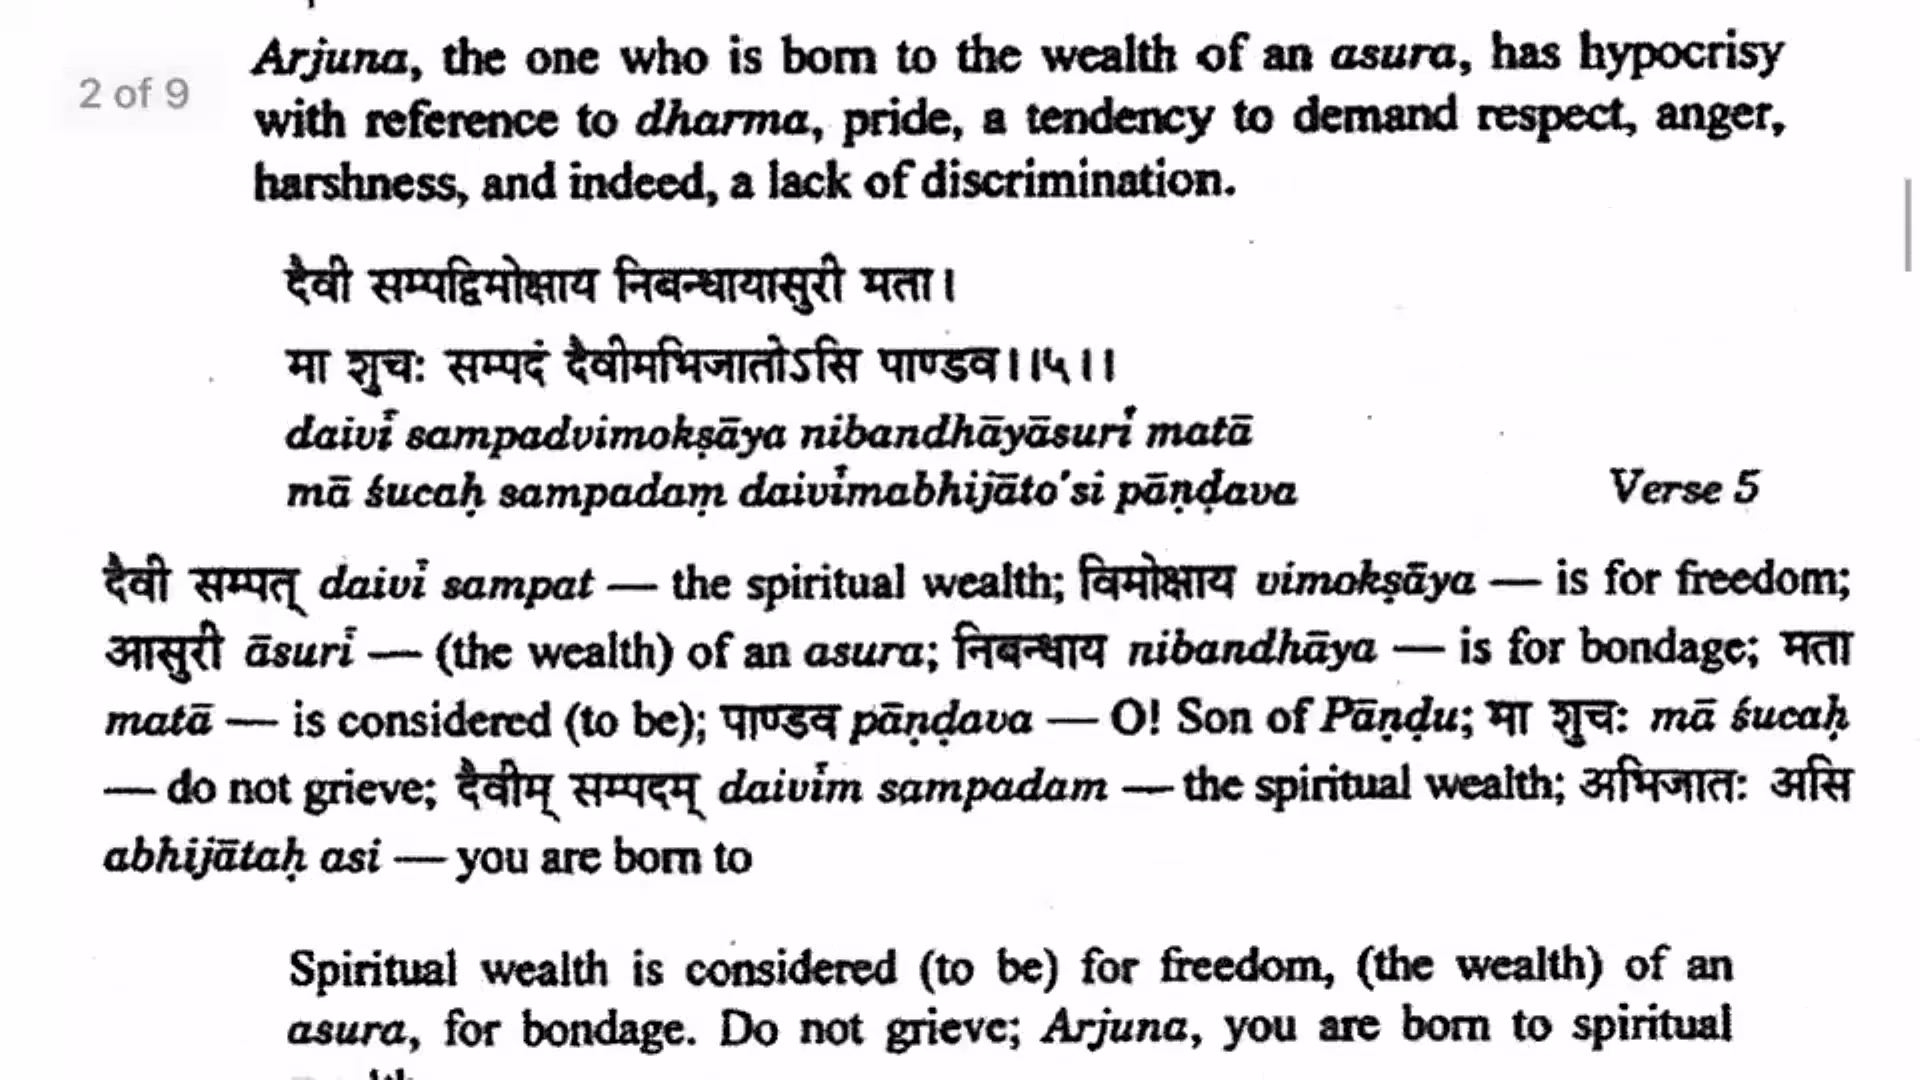 Arjuna, the one who is born to the wealth of an asura, has hypocrisy
2 of 9
with reference to dharma, pride, a tendency to demand respect, anger,
harshness, and indeed, a lack of discrimination.
दैवी सम्पद्विमोक्षाय निबन्धायासुरी मता।
मा शुचः सम्पदं दैवीमभिजातोऽसि पाण्डव।।५।।
daivī sampadvimokṣāya nibandhāyāsurī matā
mā śucaḥ sampadaṃ daivīmabhijāto'si pāṇḍava Verse 5
दैवी सम्पत् daivī sampat — the spiritual wealth; विमोक्षाय vimokṣāya — is for freedom;
आसुरी āsurī — (the wealth) of an asura; निबन्धाय nibandhāya — is for bondage; मता
matā — is considered (to be); पाण्डव pāṇḍava — O! Son of Pāṇḍu; मा शुचः mā śucaḥ
— do not grieve; दैवीम् सम्पदम् daivīm sampadam — the spiritual wealth; अभिजातः असि
abhijātaḥ asi — you are born to
Spiritual wealth is considered (to be) for freedom, (the wealth) of an
asura, for bondage. Do not grieve; Arjuna, you are born to spiritual